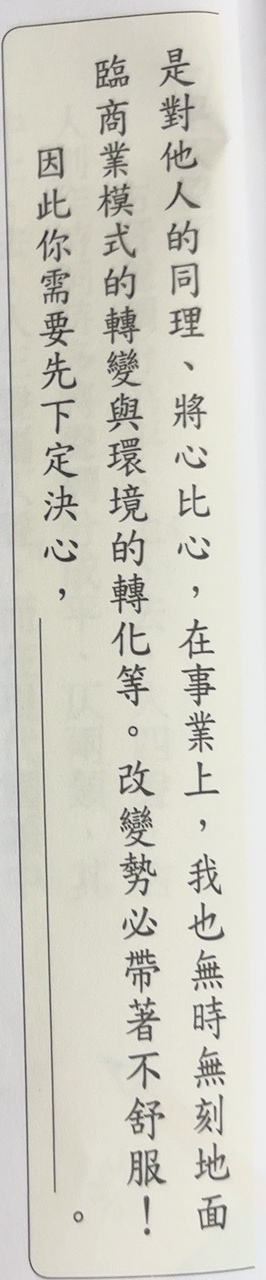 是對他人的同理、將心比心，在事業上，我也無時無刻地面
臨商業模式的轉變與環境的轉化等。改變勢必帶著不舒服！
因此你需要先下定決心，＿＿＿＿＿＿＿＿＿＿＿＿。